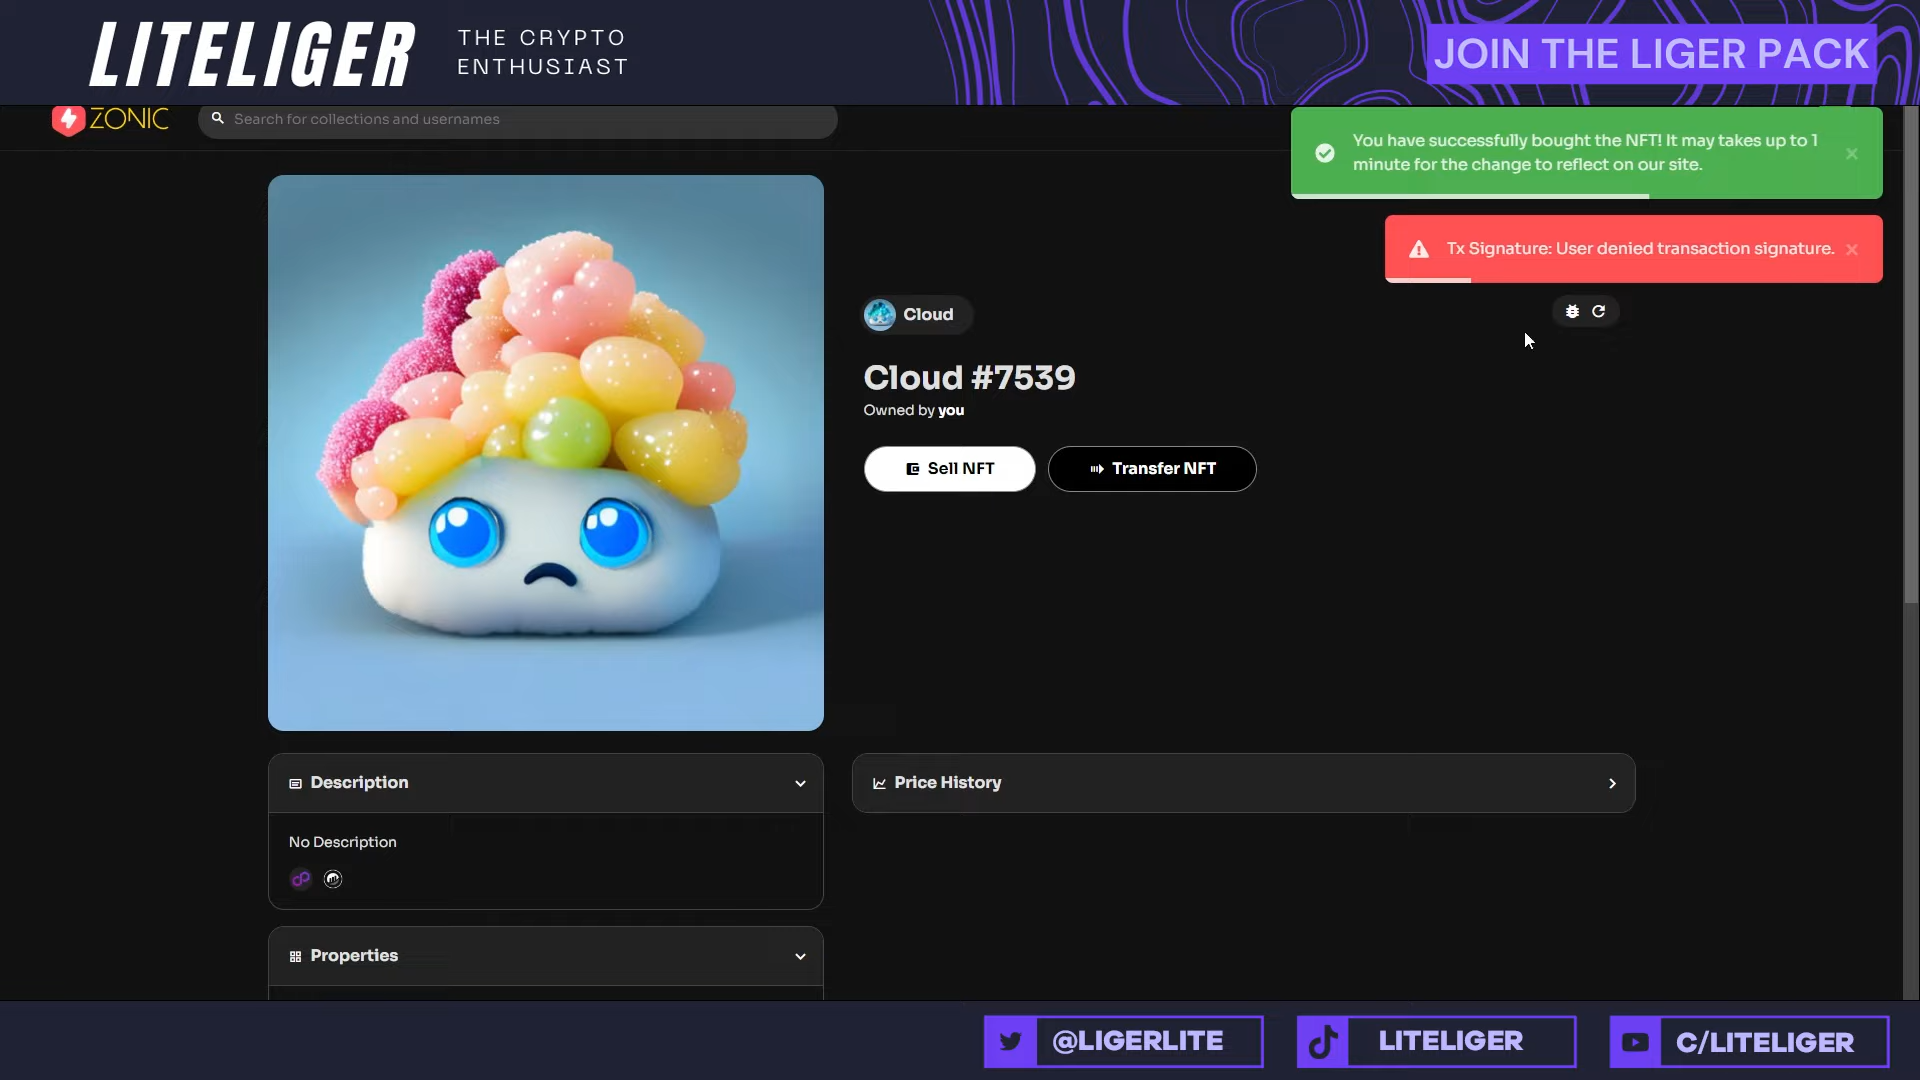 LITELIGER
THE CRYPTO
ENTHUSIAST
JOIN THE LIGER PACK
ZONIC
Search for collections and usernames
You have successfully bought the NFT! It may takes up to 1
minute for the change to reflect on our site.
Tx Signature: User denied transaction signature.
Cloud
Cloud #7539
Owned by you
Sell NFT
Transfer NFT
Description
Price History
No Description
Properties
@LIGERLITE
LITELIGER
C/LITELIGER